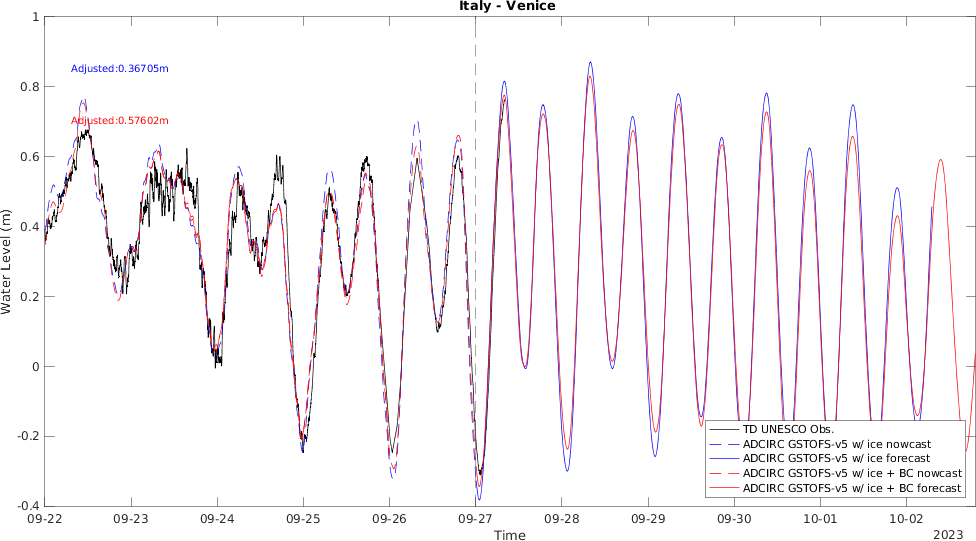 Italy - Venice
1
0.8
0.6
0.4
0.2
0
-0.2
-0.4
Water Level (m)
Adjusted:0.36705m
Adjusted:0.57602m
TD UNESCO Obs.
ADCIRC GSTOFS-v5 w/ ice nowcast
ADCIRC GSTOFS-v5 w/ ice forecast
ADCIRC GSTOFS-v5 w/ ice + BC nowcast
ADCIRC GSTOFS-v5 w/ ice + BC forecast
09-22 09-23 09-24 09-25 09-26 09-27 09-28 09-29 09-30 10-01 10-02
Time
2023